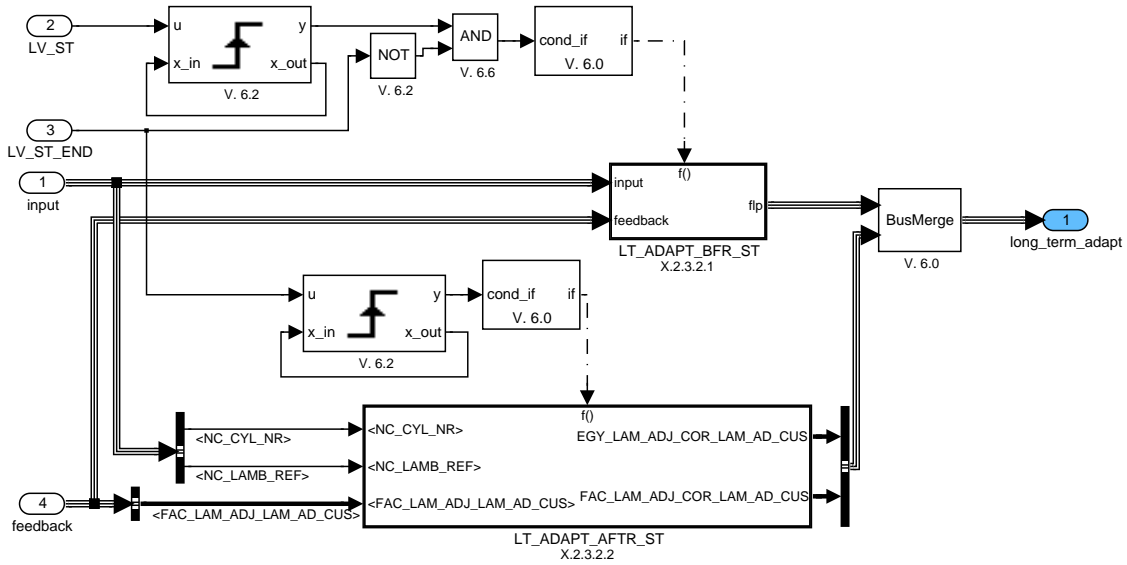 2
LV_ST
u
y
x_in
x_out
V. 6.2
NOT
V. 6.2
AND
V. 6.6
cond_if
if
V. 6.0
3
LV_ST_END
1
input
f()
input
feedback
flp
LT_ADAPT_BFR_ST
X.2.3.2.1
BusMerge
V. 6.0
1
long_term_adapt
u
y
x_in
x_out
V. 6.2
cond_if
if
V. 6.0
f()
<NC_CYL_NR>
<NC_CYL_NR>
EGY_LAM_ADJ_COR_LAM_AD_CUS
<NC_LAMB_REF>
<NC_LAMB_REF>
4
feedback
<FAC_LAM_ADJ_LAM_AD_CUS>
<FAC_LAM_ADJ_LAM_AD_CUS>
FAC_LAM_ADJ_COR_LAM_AD_CUS
LT_ADAPT_AFTR_ST
X.2.3.2.2